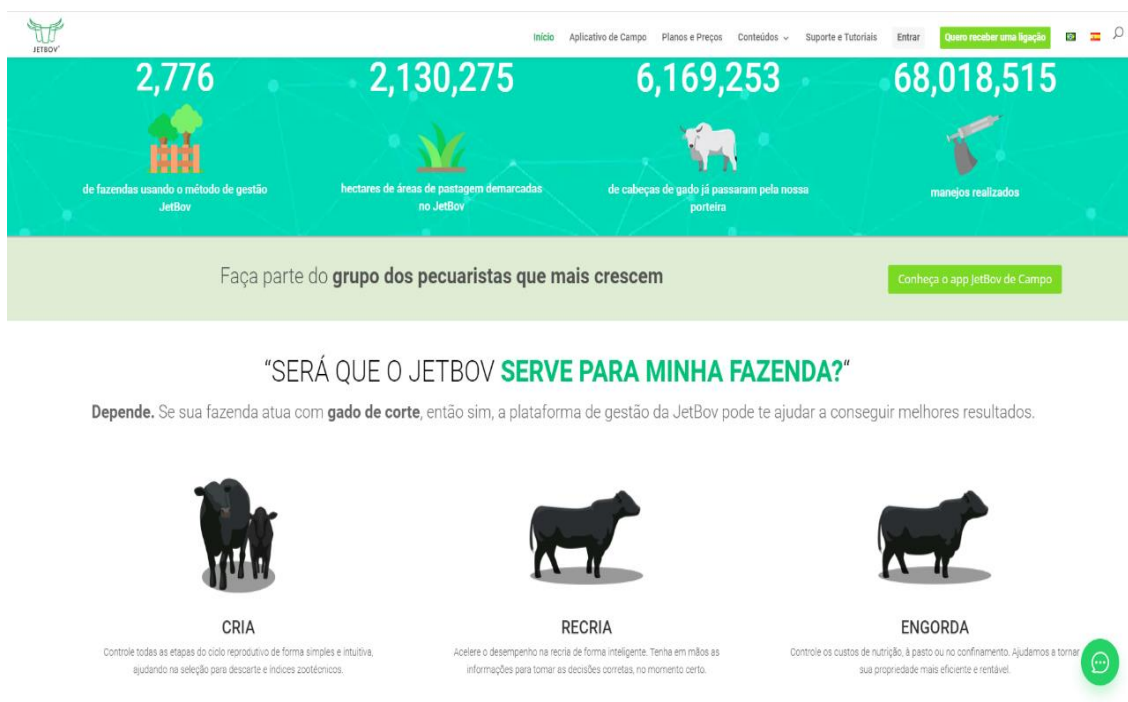 JETBOV
Início Aplicativo de Campo Planos e Preços Conteúdos Suporte e Tutoriais Entrar Quero receber uma ligação
2,776 2,130,275 6,169,253 68,018,515
de fazendas usando o método de gestão
JetBov
hectares de áreas de pastagem demarcadas
no JetBov
de cabeças de gado já passaram pela nossa
porteira
manejos realizados
Faça parte do grupo dos pecuaristas que mais crescem
Conheça o app JetBov de Campo
“SERÁ QUE O JETBOV SERVE PARA MINHA FAZENDA?“
Depende. Se sua fazenda atua com gado de corte, então sim, a plataforma de gestão da JetBov pode te ajudar a conseguir melhores resultados.
CRIA
Controle todas as etapas do ciclo reprodutivo de forma simples e intuitiva,
ajudando na seleção para descarte e índices zootécnicos.
RECRIA
Acelere o desempenho na recria de forma inteligente. Tenha em mãos as
informações para tomar as decisões corretas, no momento certo.
ENGORDA
Controle os custos de nutrição, à pasto ou no confinamento. Ajudamos a tornar
sua propriedade mais eficiente e rentável.